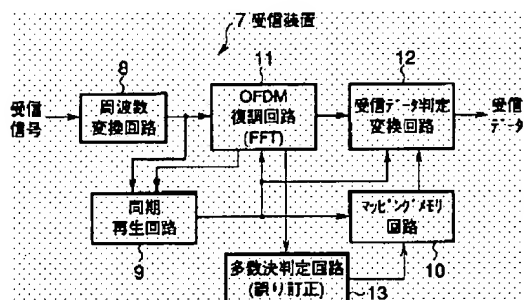 7 受信装置
8
11
12
受信
信号
周波数
変換回路
OFDM
復調回路
(FFT)
受信データ判定
変換回路
受信
データ
同期
再生回路
マッピングメモリ
回路
9
10
多数決判定回路
(誤り訂正)
13